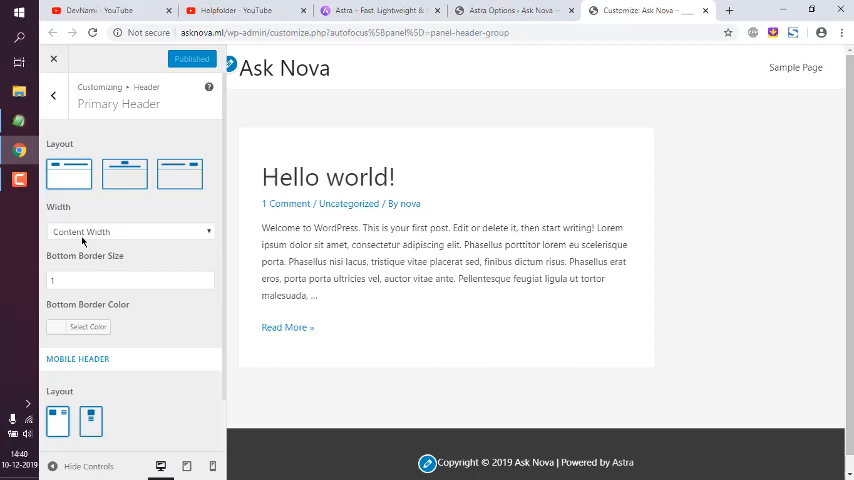 DevNami - YouTube
Helpfolder - YouTube
Astra – Fast, Lightweight &
Astra Options ‹ Ask Nova —
Customize: Ask Nova –
Not secure | asknova.ml/wp-admin/customize.php?autofocus%5Bpanel%5D=panel-header-group
Published
Customizing • Header
Primary Header
Layout
Width
Content Width
Bottom Border Size
1
Bottom Border Color
Select Color
MOBILE HEADER
Layout
Hide Controls
Ask Nova
Sample Page
Hello world!
1 Comment / Uncategorized / By nova
Welcome to WordPress. This is your first post. Edit or delete it, then start writing! Lorem
ipsum dolor sit amet, consectetur adipiscing elit. Phasellus porttitor lorem et euismod.
Phasellus nisi lacus, tristique vitae placerat sed, finibus dictum risus. Phasellus erat
eros, porta porta ultricies vel, auctor vitae ante. Pellentesque feugiat ligula ut tortor
malesuada, ...
Read More »
Copyright © 2019 Ask Nova | Powered by Astra
14:40
10-12-2019